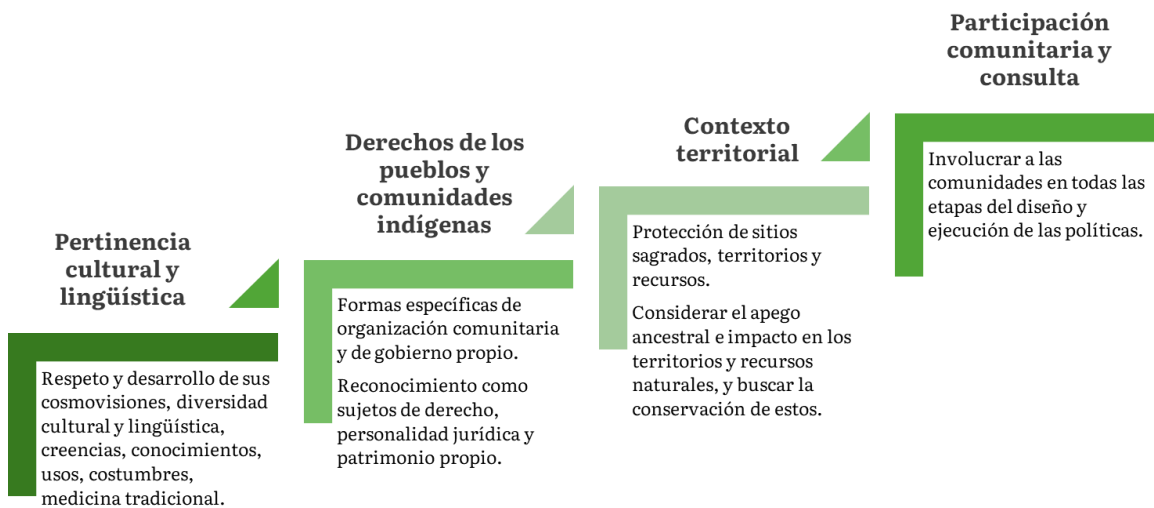 Pertinencia
cultural y
lingüística
Respeto y desarrollo de sus
cosmovisiones, diversidad
cultural y lingüística,
creencias, conocimientos,
usos, costumbres,
medicina tradicional.
Derechos de los
pueblos y
comunidades
indígenas
Formas específicas de
organización comunitaria
y de gobierno propio.
Reconocimiento como
sujetos de derecho,
personalidad jurídica y
patrimonio propio.
Contexto
territorial
Protección de sitios
sagrados, territorios y
recursos.
Considerar el apego
ancestral e impacto en los
territorios y recursos
naturales, y buscar la
conservación de estos.
Participación
comunitaria y
consulta
Involucrar a las
comunidades en todas las
etapas del diseño y
ejecución de las políticas.